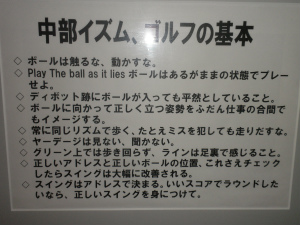 中部イズム、ゴルフの基本
◇ ボールは触るな、動かすな。
◇ Play The ball as it lies ボールはあるがままの状態でプレー
せよ。
◇ ディボット跡にボールが入っても平然としていること。
◇ ボールに向かって正しく立つ姿勢をふだん仕事の合間で
もイメージする。
◇ 常に同じリズムで歩く、たとえミスを犯しても走りだすな。
◇ ヤーデージは見ない、聞かない。
◇ グリーン上では歩き回らず、ラインは足裏で感じること。
◇ 正しいアドレスと正しいボールの位置、これさえチェック
したらスイングは大幅に改善される。
◇ スイングはアドレスで決まる。いいスコアでラウンドした
いなら、正しいスイングを身につけて。